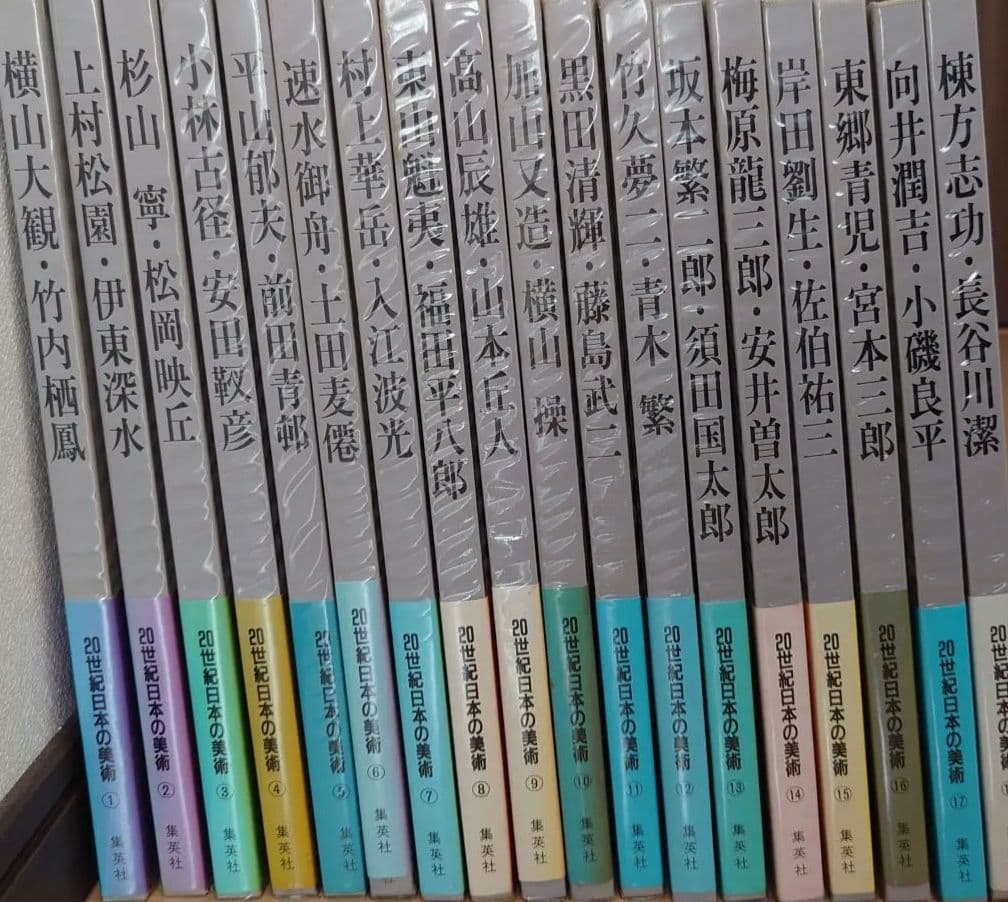 横山大観・竹内栖鳳
20世紀日本の美術 ①
集英社
上村松園・伊東深水
20世紀日本の美術 ②
集英社
杉山 寧・松岡映丘
20世紀日本の美術 ③
集英社
小林古径・安田靫彦
20世紀日本の美術 ④
集英社
平山郁夫・前田青邨
20世紀日本の美術 ⑤
集英社
速水御舟・土田麦僊
20世紀日本の美術 ⑥
集英社
村上華岳・入江波光
20世紀日本の美術 ⑦
集英社
東山魁夷・福田平八郎
20世紀日本の美術 ⑧
集英社
髙山辰雄・山本丘人
20世紀日本の美術 ⑨
集英社
加山又造・横山 操
20世紀日本の美術 ⑩
集英社
黒田清輝・藤島武二
20世紀日本の美術 ⑪
集英社
竹久夢二・青木 繁
20世紀日本の美術 ⑫
集英社
坂本繁二郎・須田国太郎
20世紀日本の美術 ⑬
集英社
梅原龍三郎・安井曽太郎
20世紀日本の美術 ⑭
集英社
岸田劉生・佐伯祐三
20世紀日本の美術 ⑮
集英社
東郷青児・宮本三郎
20世紀日本の美術 ⑯
集英社
向井潤吉・小磯良平
20世紀日本の美術 ⑰
集英社
棟方志功・長谷川潔